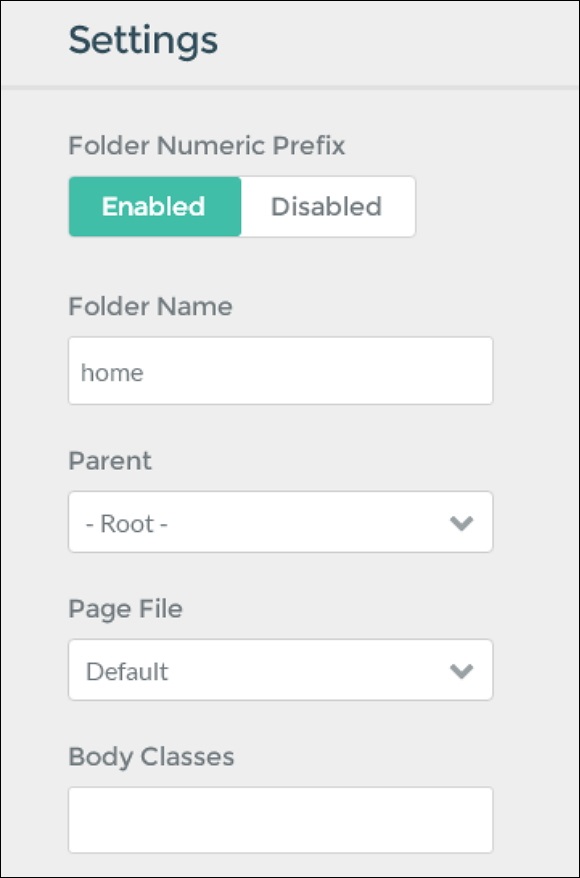 Settings
Folder Numeric Prefix
Enabled Disabled
Folder Name
home
Parent
- Root -
Page File
Default
Body Classes